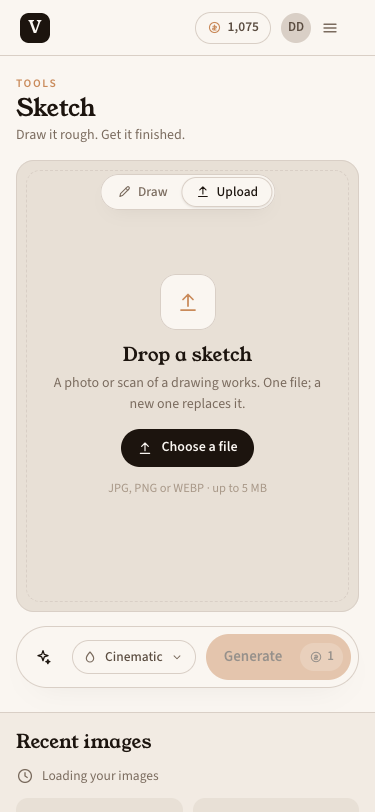 V
1,075
DD
TOOLS
Sketch
Draw it rough. Get it finished.
Draw
Upload
Drop a sketch
A photo or scan of a drawing works. One file; a
new one replaces it.
Choose a file
JPG, PNG or WEBP · up to 5 MB
Cinematic
Generate
1
Recent images
Loading your images